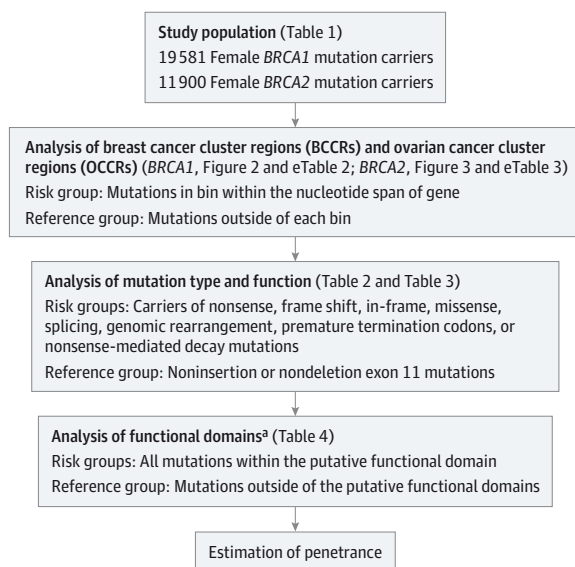 Study population (Table 1)
19 581 Female BRCA1 mutation carriers
11 900 Female BRCA2 mutation carriers
Analysis of breast cancer cluster regions (BCCRs) and ovarian cancer cluster
regions (OCCRs) (BRCA1, Figure 2 and eTable 2; BRCA2, Figure 3 and eTable 3)
Risk group: Mutations in bin within the nucleotide span of gene
Reference group: Mutations outside of each bin
Analysis of mutation type and function (Table 2 and Table 3)
Risk groups: Carriers of nonsense, frame shift, in-frame, missense,
splicing, genomic rearrangement, premature termination codons, or
nonsense-mediated decay mutations
Reference group: Noninsertion or nondeletion exon 11 mutations
Analysis of functional domainsa (Table 4)
Risk groups: All mutations within the putative functional domain
Reference group: Mutations outside of the putative functional domains
Estimation of penetrance